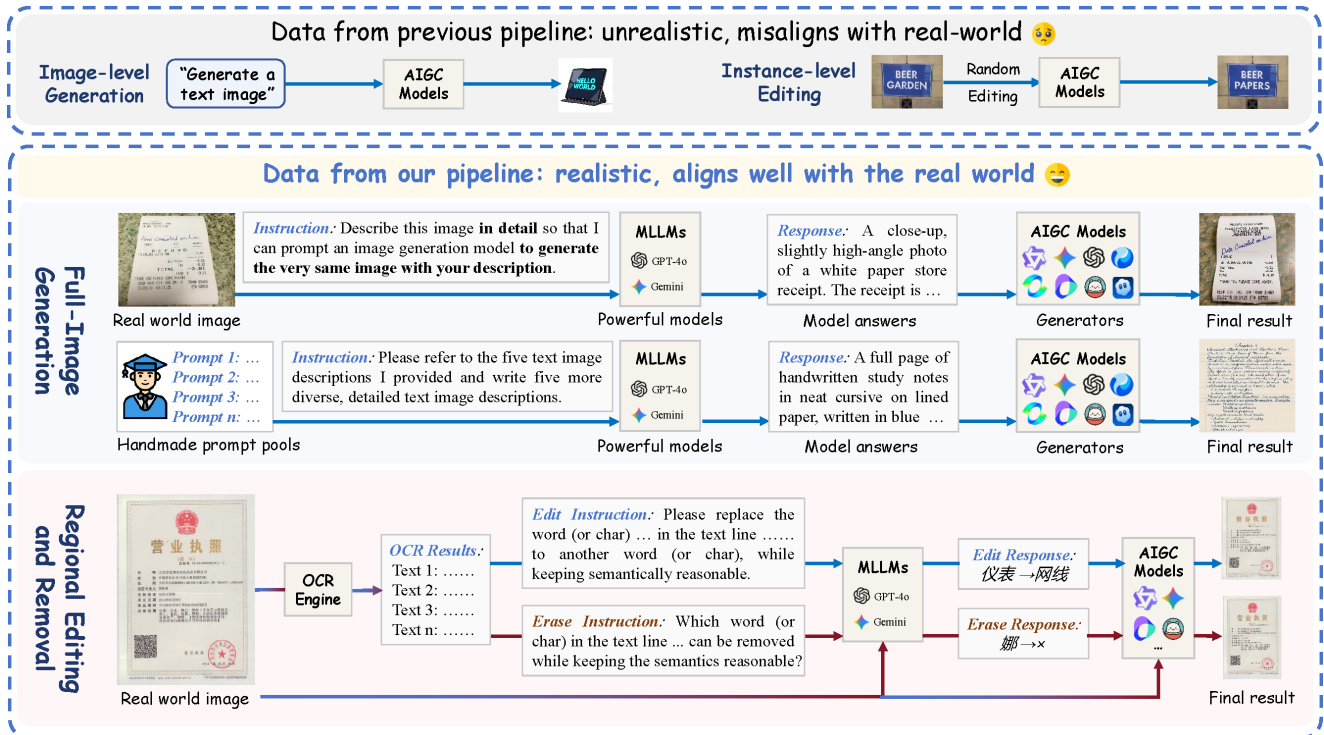 Data from previous pipeline: unrealistic, misaligns with real-world
Image-level
Generation
"Generate a
text image"
AIGC
Models
HELLO
WORLD
Instance-level
Editing
BEER
GARDEN
Random
Editing
AIGC
Models
BEER
PAPERS
Data from our pipeline: realistic, aligns well with the real world
Full-Image
Generation
Instruction: Describe this image in detail so that I
can prompt an image generation model to generate
the very same image with your description.
MLLMs
GPT-4o
Gemini
Response: A close-up,
slightly high-angle photo
of a white paper store
receipt. The receipt is …
AIGC Models
TOTAL
Real world image
Powerful models
Model answers
Generators
Final result
Prompt 1: …
Prompt 2: …
Prompt 3: …
Prompt n: …
Instruction: Please refer to the five text image
descriptions I provided and write five more
diverse, detailed text image descriptions.
MLLMs
GPT-4o
Gemini
Response: A full page of
handwritten study notes
in neat cursive on lined
paper, written in blue …
AIGC Models
Handmade prompt pools
Powerful models
Model answers
Generators
Final result
Regional Editing
and Removal
营业执照
OCR
Engine
OCR Results:
Text 1: ……
Text 2: ……
Text 3: ……
Text n: ……
Edit Instruction: Please replace the
word (or char) … in the text line ……
to another word (or char), while
keeping semantically reasonable.
Erase Instruction: Which word (or
char) in the text line ... can be removed
while keeping the semantics reasonable?
MLLMs
GPT-4o
Gemini
Edit Response:
仪表→网线
Erase Response:
娜→×
AIGC
Models
...
Real world image
Final result